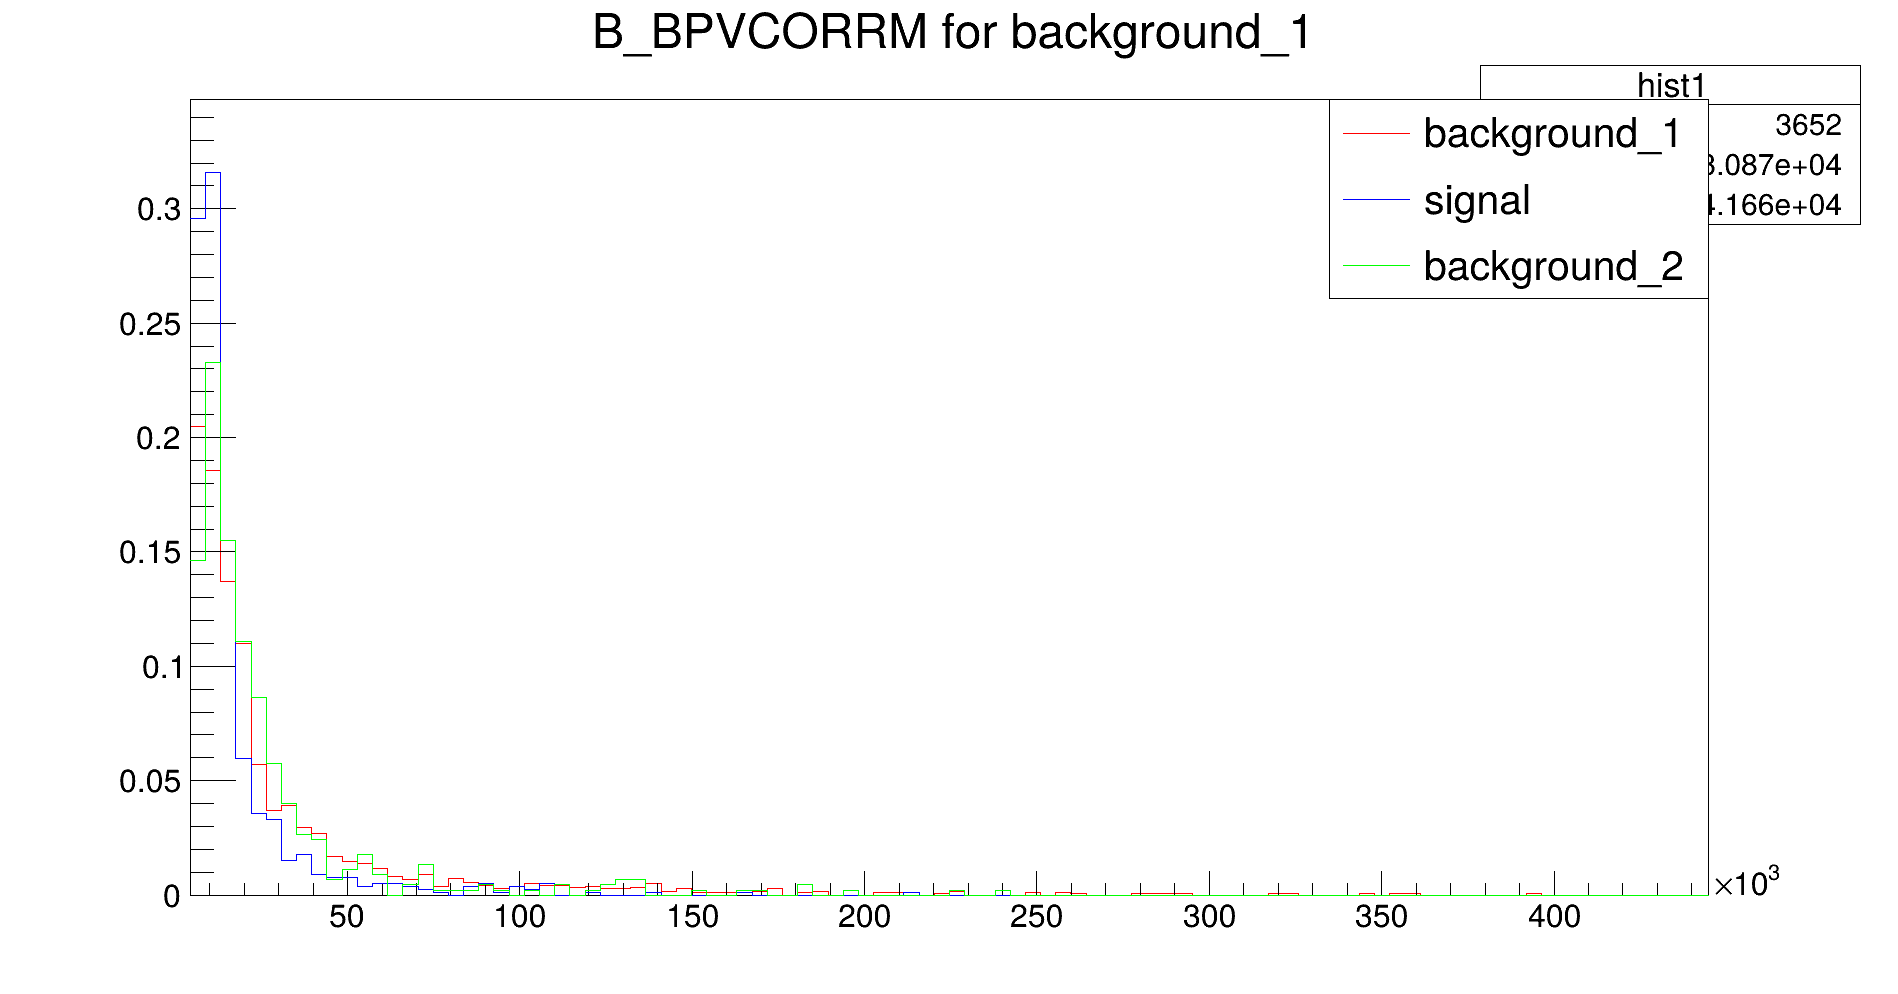 B_BPVCORRM for background_1
hist1
3652
.087e+04
.166e+04
background_1
signal
background_2
0.3
0.25
0.2
0.15
0.1
0.05
0
50 100 150 200 250 300 350 400
×10³